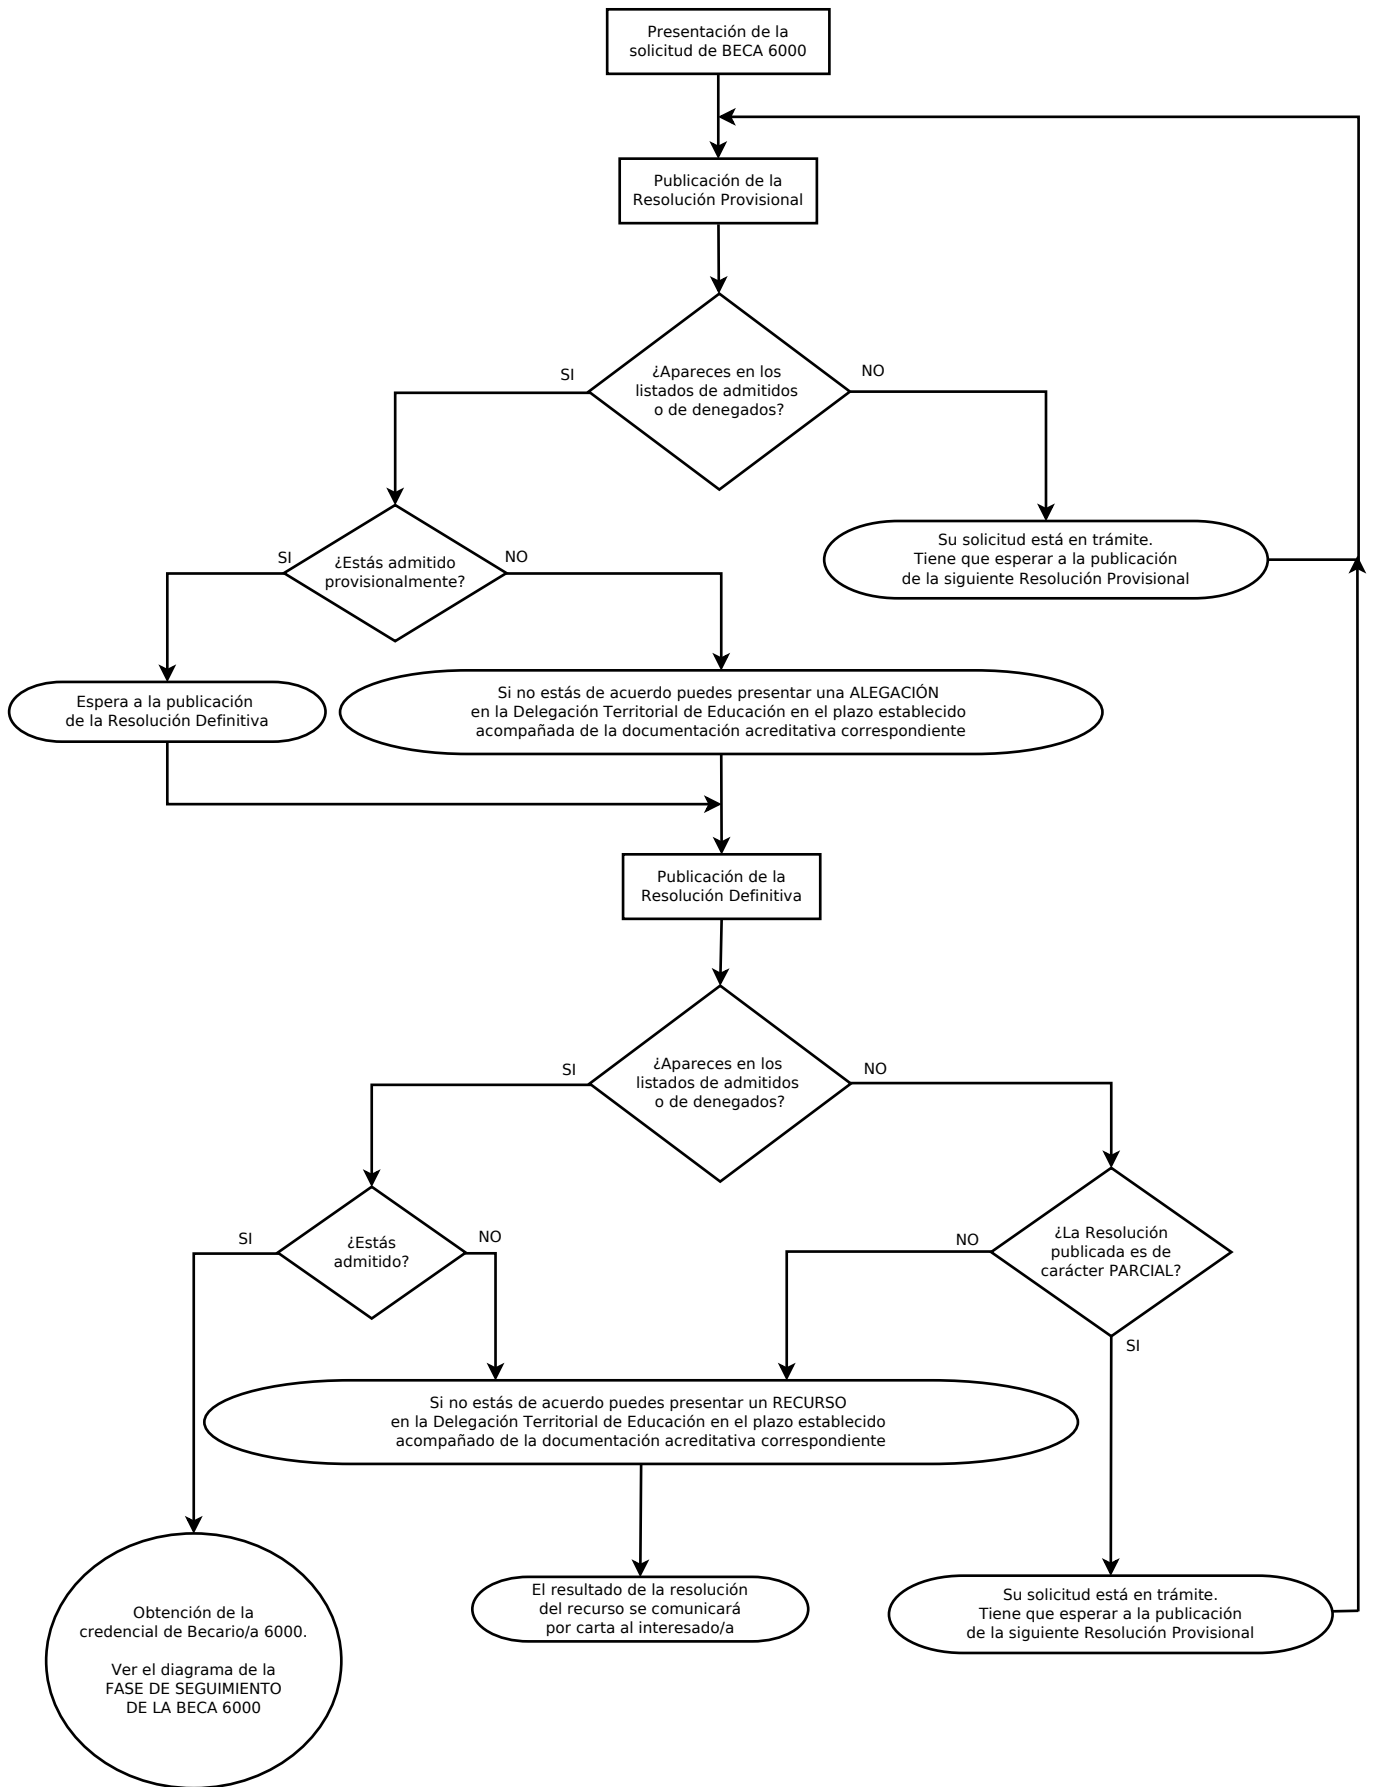 Presentación de la
solicitud de BECA 6000
Publicación de la
Resolución Provisional
¿Apareces en los
listados de admitidos
o de denegados?
SI
NO
¿Estás admitido
provisionalmente?
SI
NO
Su solicitud está en trámite.
Tiene que esperar a la publicación
de la siguiente Resolución Provisional
Espera a la publicación
de la Resolución Definitiva
Si no estás de acuerdo puedes presentar una ALEGACIÓN
en la Delegación Territorial de Educación en el plazo establecido
acompañada de la documentación acreditativa correspondiente
Publicación de la
Resolución Definitiva
¿Apareces en los
listados de admitidos
o de denegados?
SI
NO
¿Estás
admitido?
SI
NO
¿La Resolución
publicada es de
carácter PARCIAL?
NO
SI
Si no estás de acuerdo puedes presentar un RECURSO
en la Delegación Territorial de Educación en el plazo establecido
acompañado de la documentación acreditativa correspondiente
Obtención de la
credencial de Becario/a 6000.
Ver el diagrama de la
FASE DE SEGUIMIENTO
DE LA BECA 6000
El resultado de la resolución
del recurso se comunicará
por carta al interesado/a
Su solicitud está en trámite.
Tiene que esperar a la publicación
de la siguiente Resolución Provisional